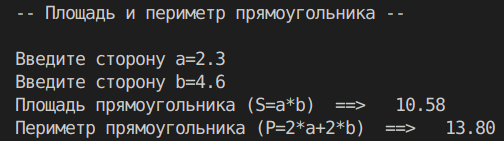 -- Площадь и периметр прямоугольника --
Введите сторону a=2.3
Введите сторону b=4.6
Площадь прямоугольника (S=a*b)  ==>   10.58
Периметр прямоугольника (P=2*a+2*b)  ==>   13.80